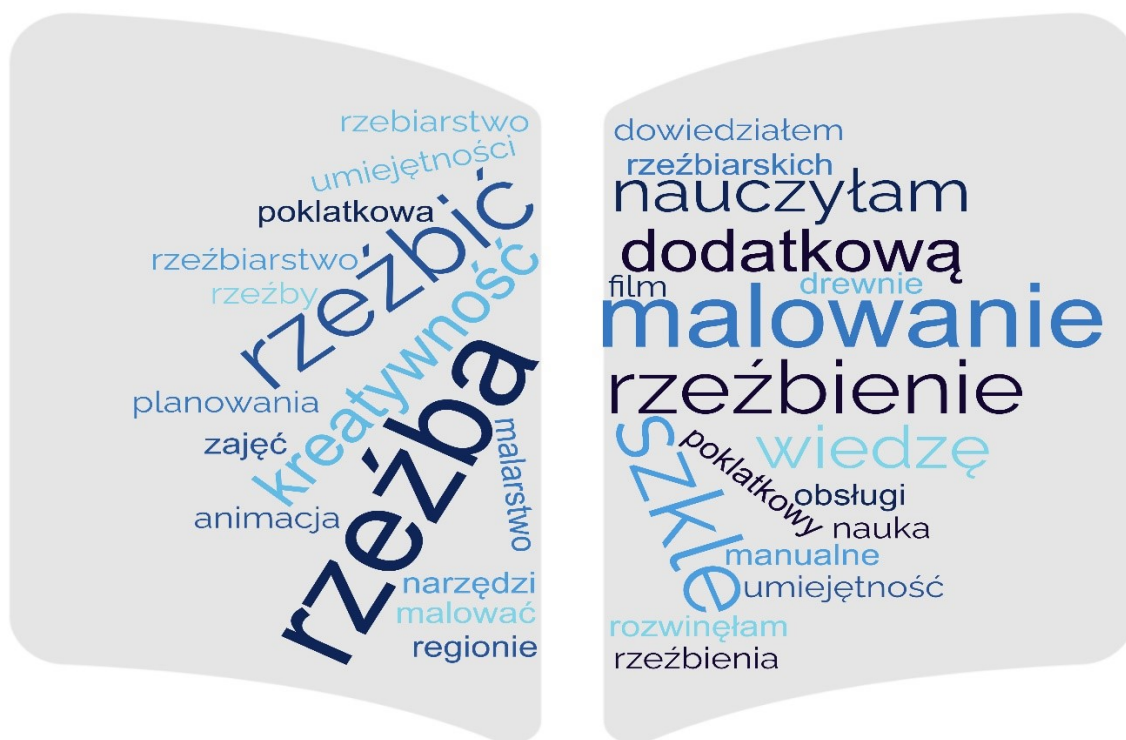 rzebiarstwo
umiejętności
poklatkowa
rzeźbić
rzeźbiarstwo
rzeźby
kreatywność
rzeźba
planowania
zajęć
malarstwo
animacja
narzędzi
malować
regionie
dowiedziałem
rzeźbiarskich
nauczyłam
dodatkową
film
drewnie
malowanie
rzeźbienie
szkle
poklatkowy
wiedzę
obsługi
nauka
manualne
umiejętność
rozwinęłam
rzeźbienia